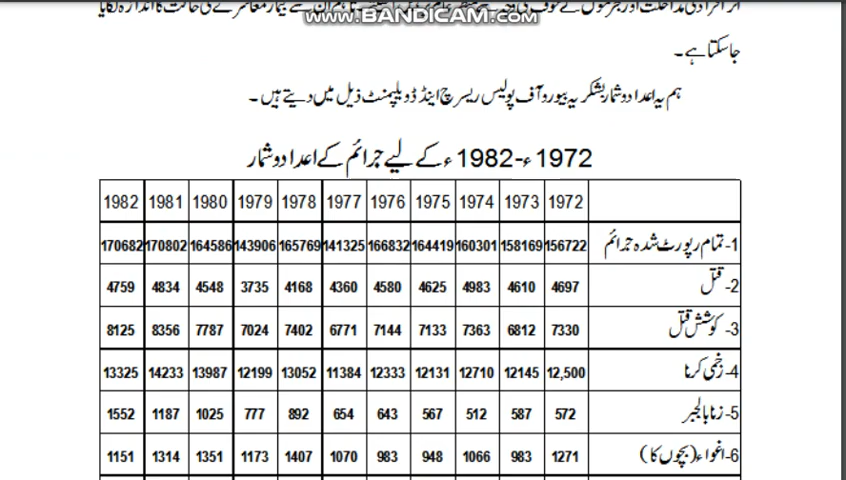 WWW.BANDICAM.COM
جا سکتا ہے۔
ہم یہ اعداد و شمار بشکریہ بیورو آف پولیس ریسرچ اینڈ ڈویلپمنٹ ذیل میں دیتے ہیں۔
1972ء-1982ء کے لیے جرائم کے اعداد و شمار
1972 1973 1974 1975 1976 1977 1978 1979 1980 1981 1982
1- تمام رپورٹ شدہ جرائم 156722 158169 160301 164419 166832 141325 165769 143906 164586 170802 170682
2- قتل 4697 4610 4983 4625 4580 4360 4168 3735 4548 4834 4759
3- کوشش قتل 7330 6812 7363 7133 7144 6771 7402 7024 7787 8356 8125
4- زخمی کرنا 12,500 12145 12710 12131 12333 11384 13052 12199 13987 14233 13325
5- زنا بالجبر 572 587 512 567 643 654 892 777 1025 1187 1552
6- اغواء (بچوں کا) 1271 983 1066 948 983 1070 1407 1173 1351 1314 1151